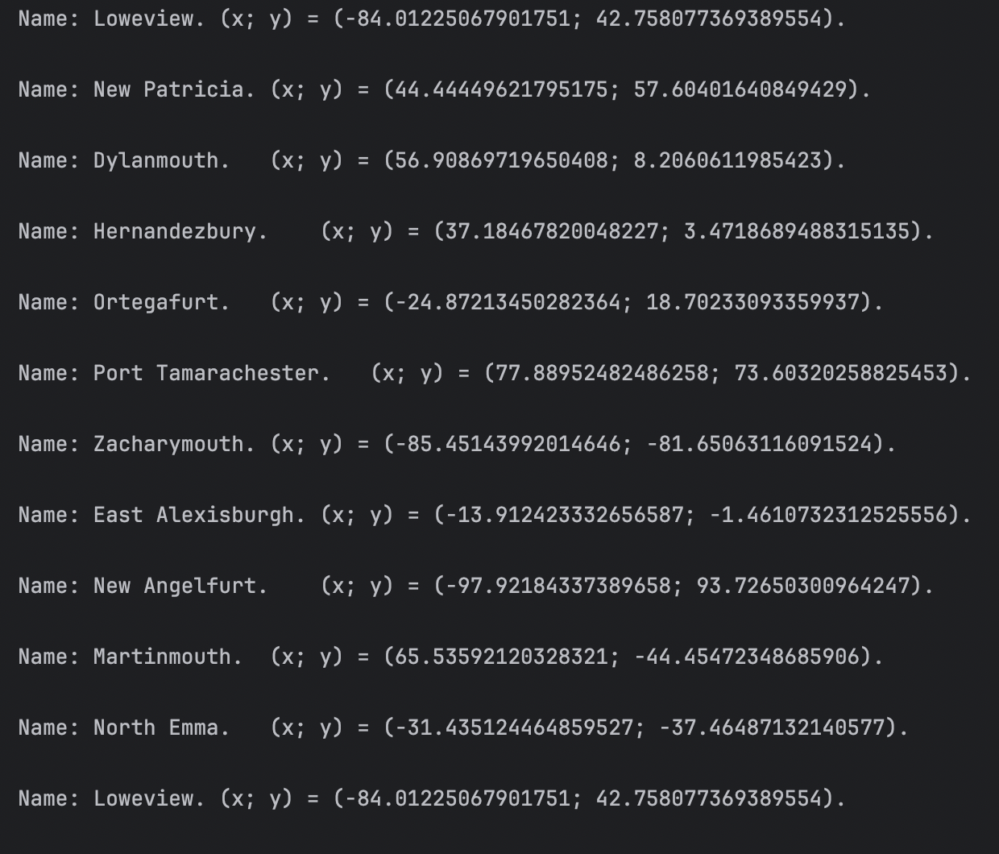 Name: Loweview. (x; y) = (-84.01225067901751; 42.758077369389554).
Name: New Patricia. (x; y) = (44.44449621795175; 57.60401640849429).
Name: Dylanmouth.   (x; y) = (56.90869719650408; 8.2060611985423).
Name: Hernandezbury.    (x; y) = (37.18467820048227; 3.4718689488315135).
Name: Ortegafurt.   (x; y) = (-24.87213450282364; 18.70233093359937).
Name: Port Tamarachester.   (x; y) = (77.88952482486258; 73.60320258825453).
Name: Zacharymouth. (x; y) = (-85.45143992014646; -81.65063116091524).
Name: East Alexisburgh. (x; y) = (-13.912423332656587; -1.4610732312525556).
Name: New Angelfurt.    (x; y) = (-97.92184337389658; 93.72650300964247).
Name: Martinmouth.  (x; y) = (65.53592120328321; -44.45472348685906).
Name: North Emma.   (x; y) = (-31.435124464859527; -37.46487132140577).
Name: Loweview. (x; y) = (-84.01225067901751; 42.758077369389554).